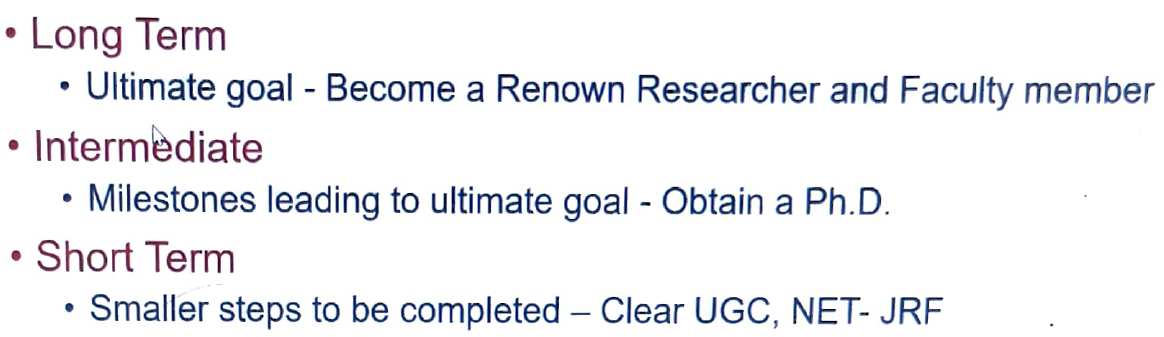 • Long Term
• Ultimate goal - Become a Renown Researcher and Faculty member
• Intermediate
• Milestones leading to ultimate goal - Obtain a Ph.D.
• Short Term
• Smaller steps to be completed – Clear UGC, NET- JRF